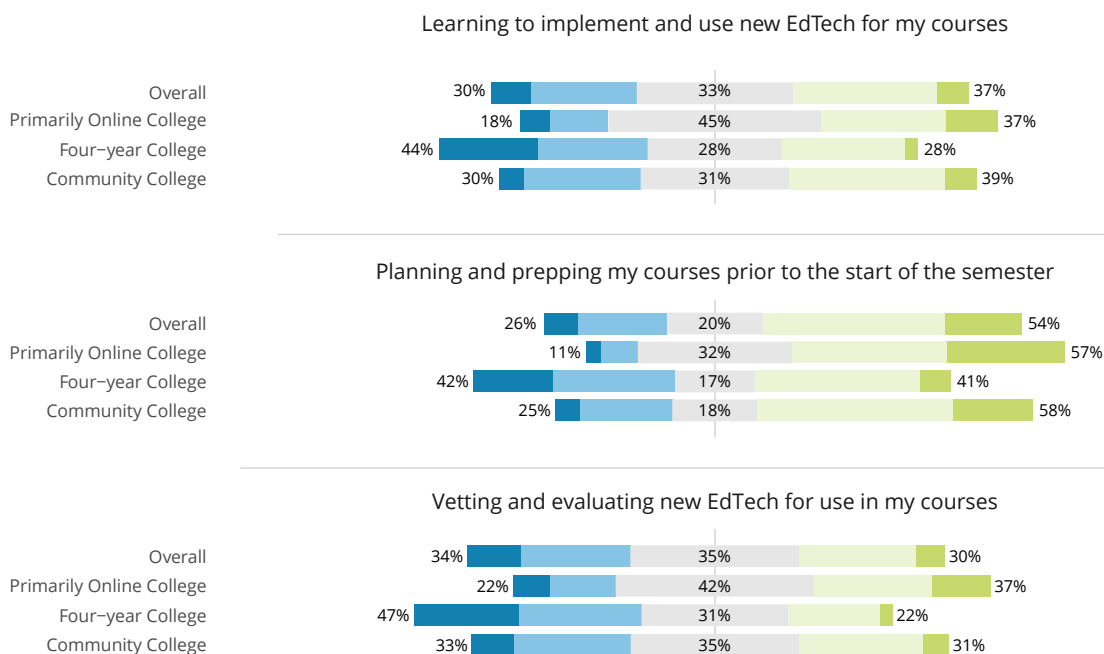 Learning to implement and use new EdTech for my courses
Overall 30% 33% 37%
Primarily Online College 18% 45% 37%
Four−year College 44% 28% 28%
Community College 30% 31% 39%
Planning and prepping my courses prior to the start of the semester
Overall 26% 20% 54%
Primarily Online College 11% 32% 57%
Four−year College 42% 17% 41%
Community College 25% 18% 58%
Vetting and evaluating new EdTech for use in my courses
Overall 34% 35% 30%
Primarily Online College 22% 42% 37%
Four−year College 47% 31% 22%
Community College 33% 35% 31%